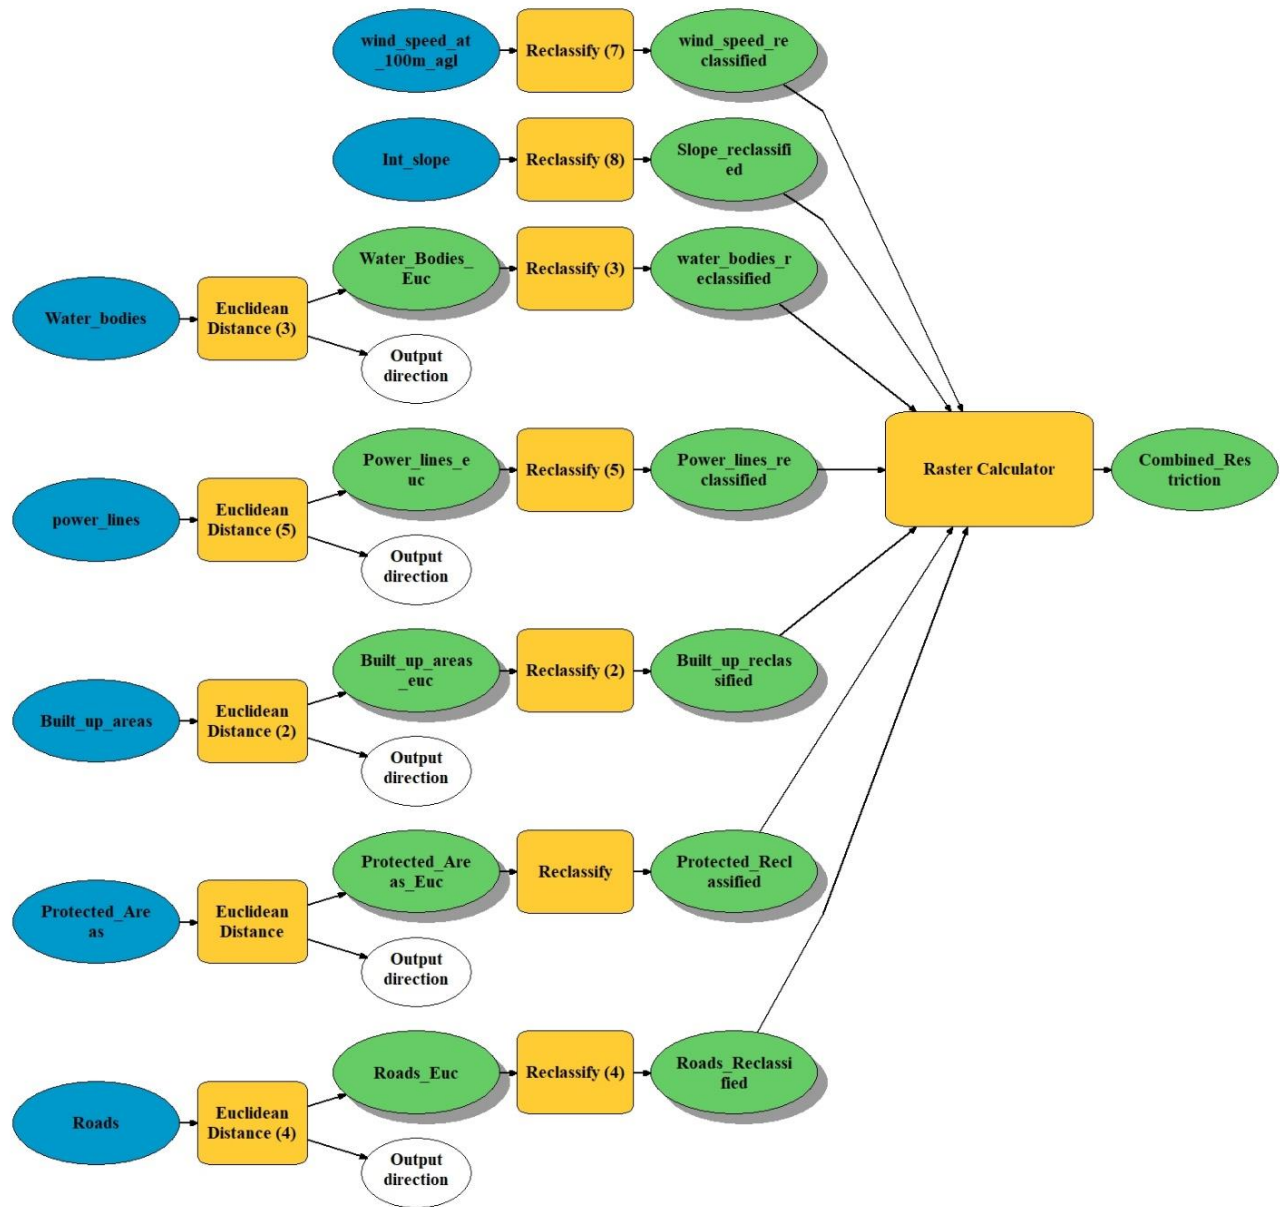 wind_speed_at
_100m_agl
Reclassify (7)
wind_speed_re
classified
Int_slope
Reclassify (8)
Slope_reclassifi
ed
Water_bodies
Euclidean
Distance (3)
Water_Bodies_
Euc
Reclassify (3)
water_bodies_r
eclassified
Output
direction
power_lines
Euclidean
Distance (5)
Power_lines_e
uc
Reclassify (5)
Power_lines_re
classified
Output
direction
Raster Calculator
Combined_Res
triction
Built_up_areas
Euclidean
Distance (2)
Built_up_areas
_euc
Reclassify (2)
Built_up_reclas
sified
Output
direction
Protected_Are
as
Euclidean
Distance
Protected_Are
as_Euc
Reclassify
Protected_Recl
assified
Output
direction
Roads
Euclidean
Distance (4)
Roads_Euc
Reclassify (4)
Roads_Reclassi
fied
Output
direction